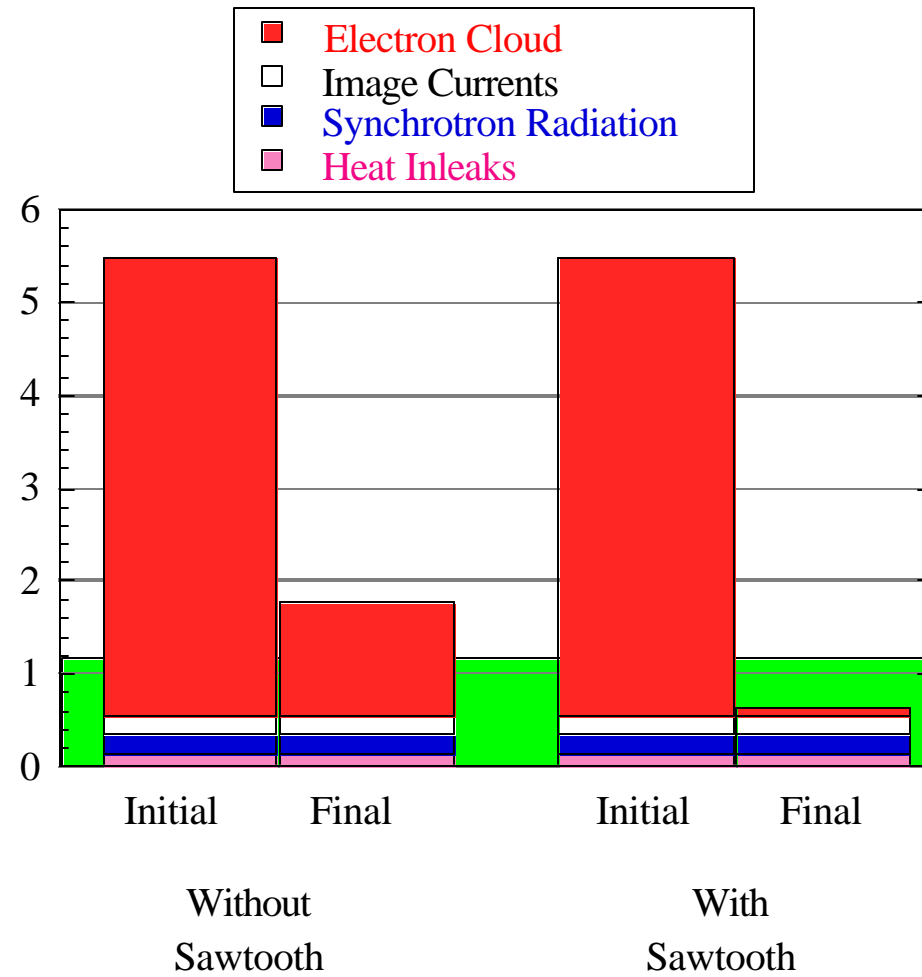 Electron Cloud
Image Currents
Synchrotron Radiation
Heat Inleaks
6
5
4
3
2
1
0
Initial Final Initial Final
Without With
Sawtooth Sawtooth